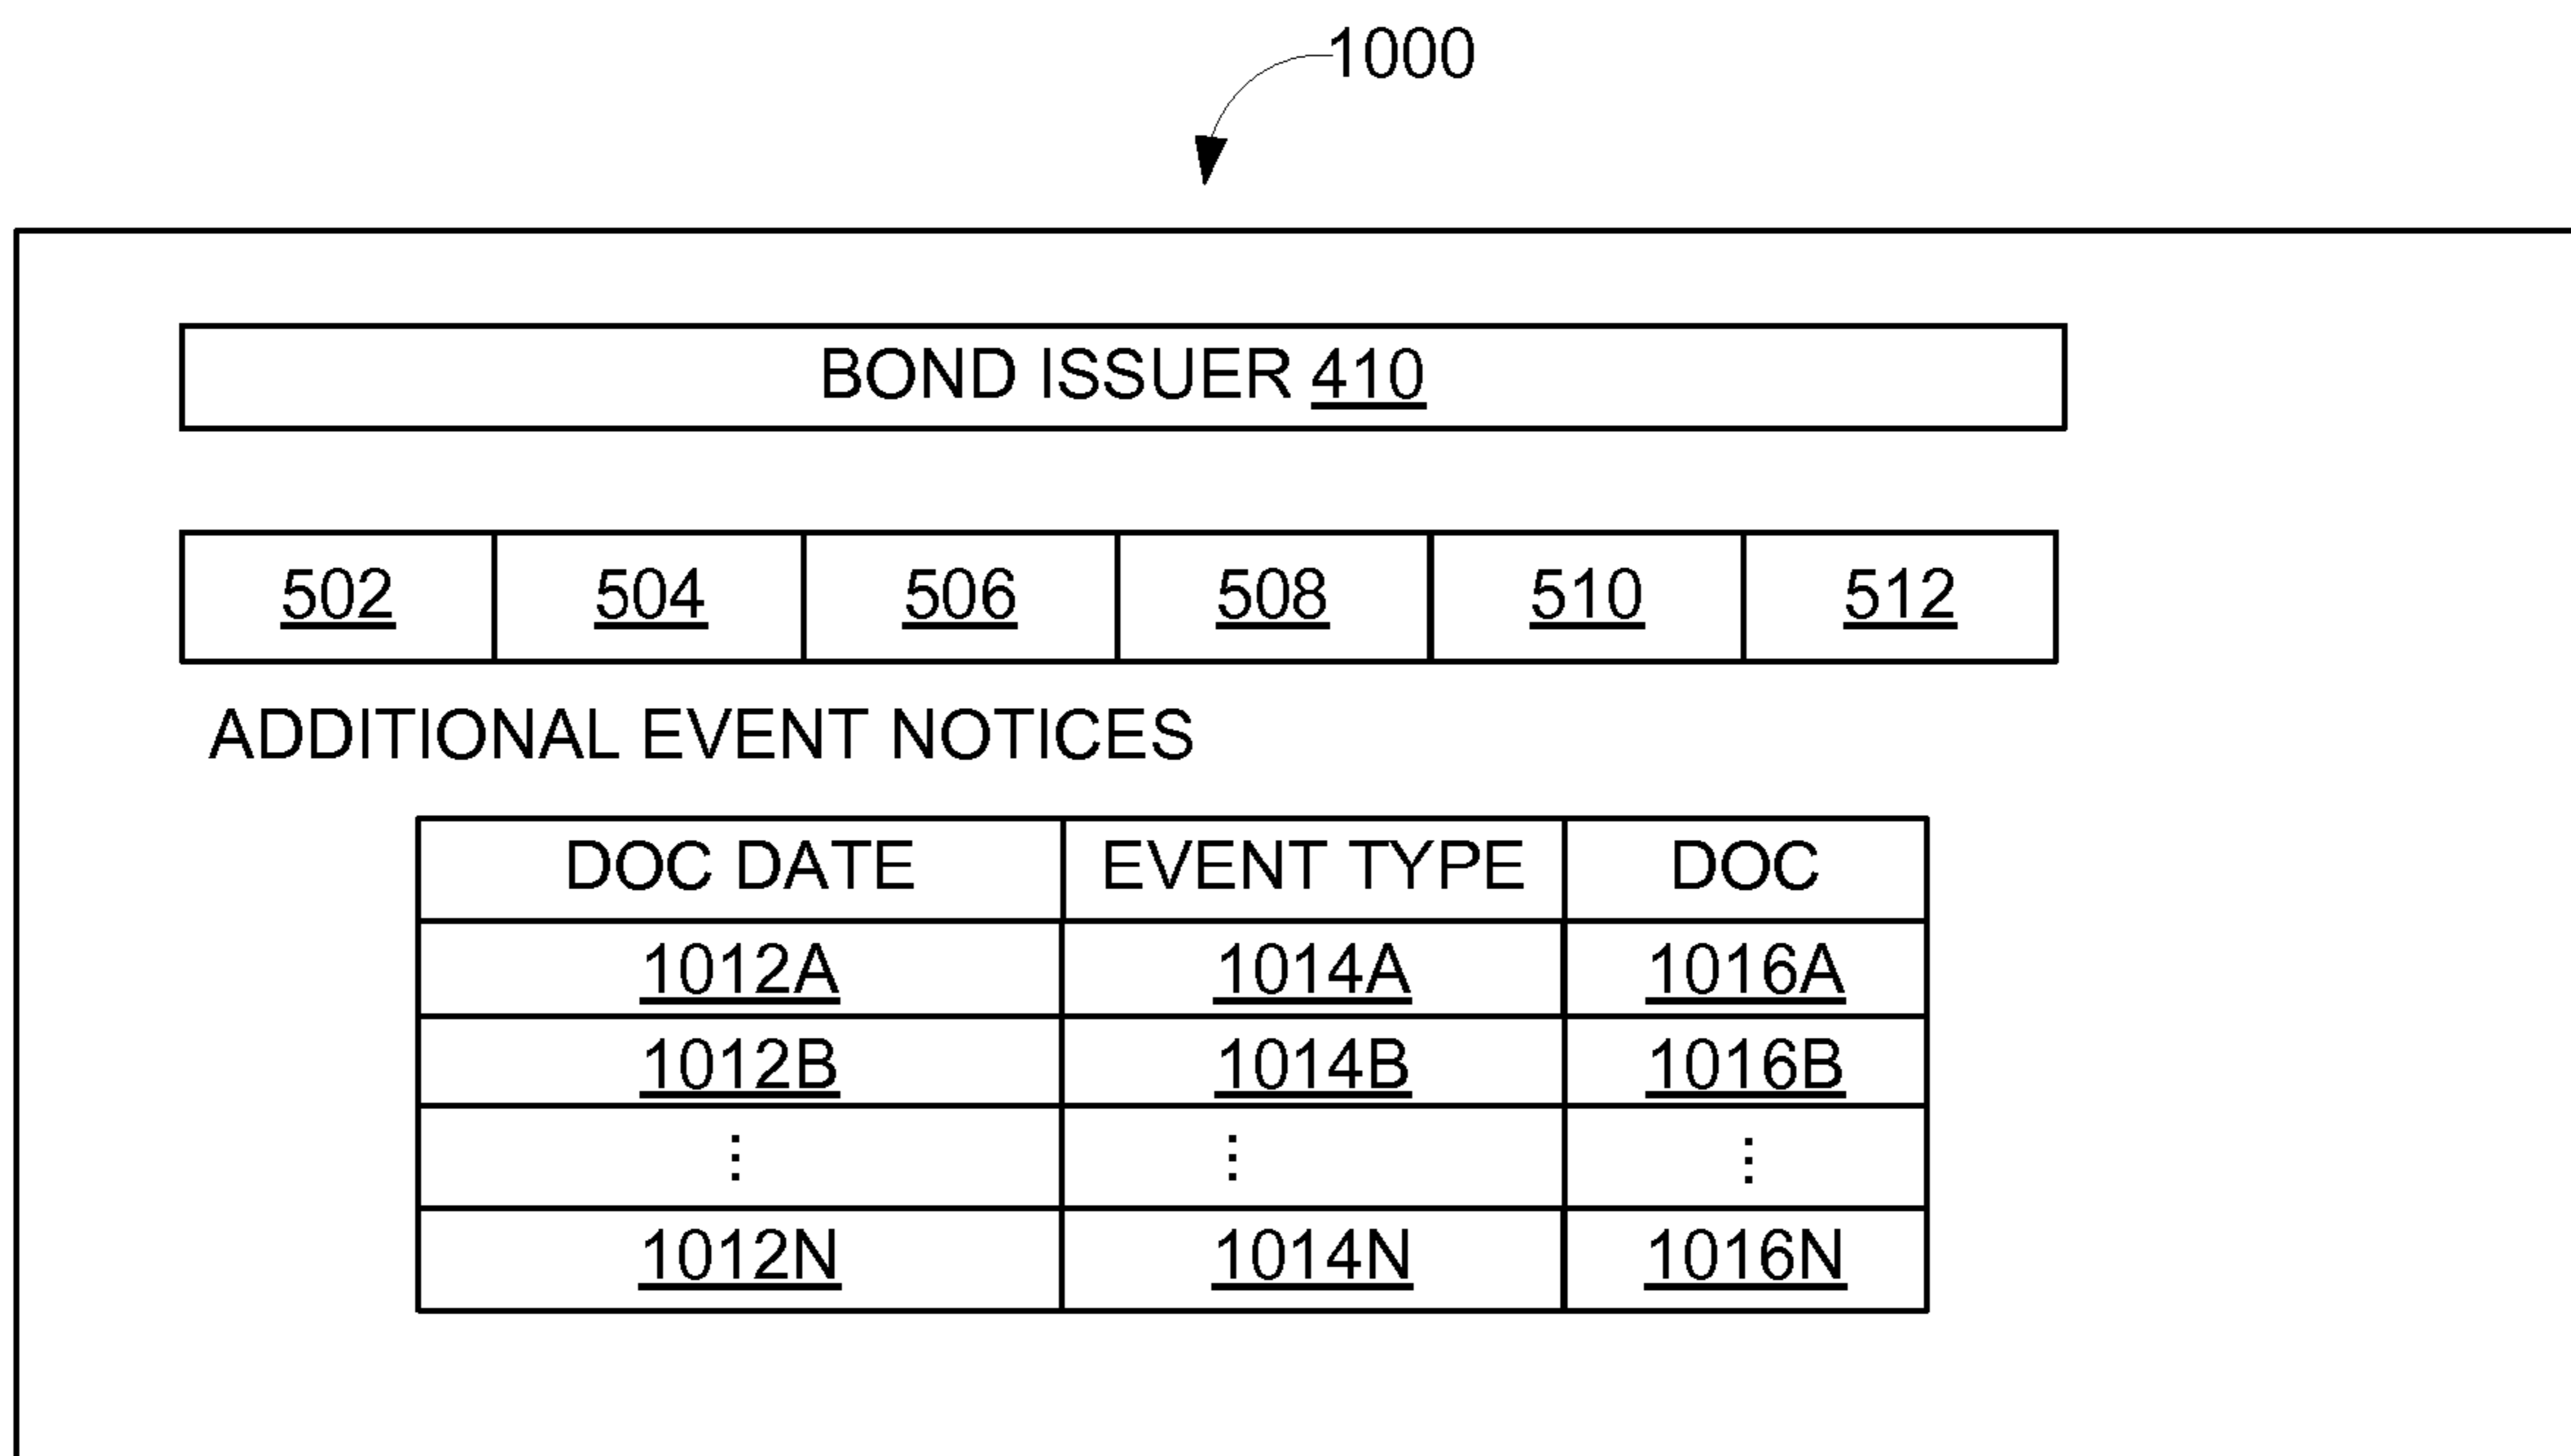 1000
BOND ISSUER 410
502 504 506 508 510 512
ADDITIONAL EVENT NOTICES
DOC DATE EVENT TYPE DOC
1012A 1014A 1016A
1012B 1014B 1016B
⋮ ⋮ ⋮
1012N 1014N 1016N